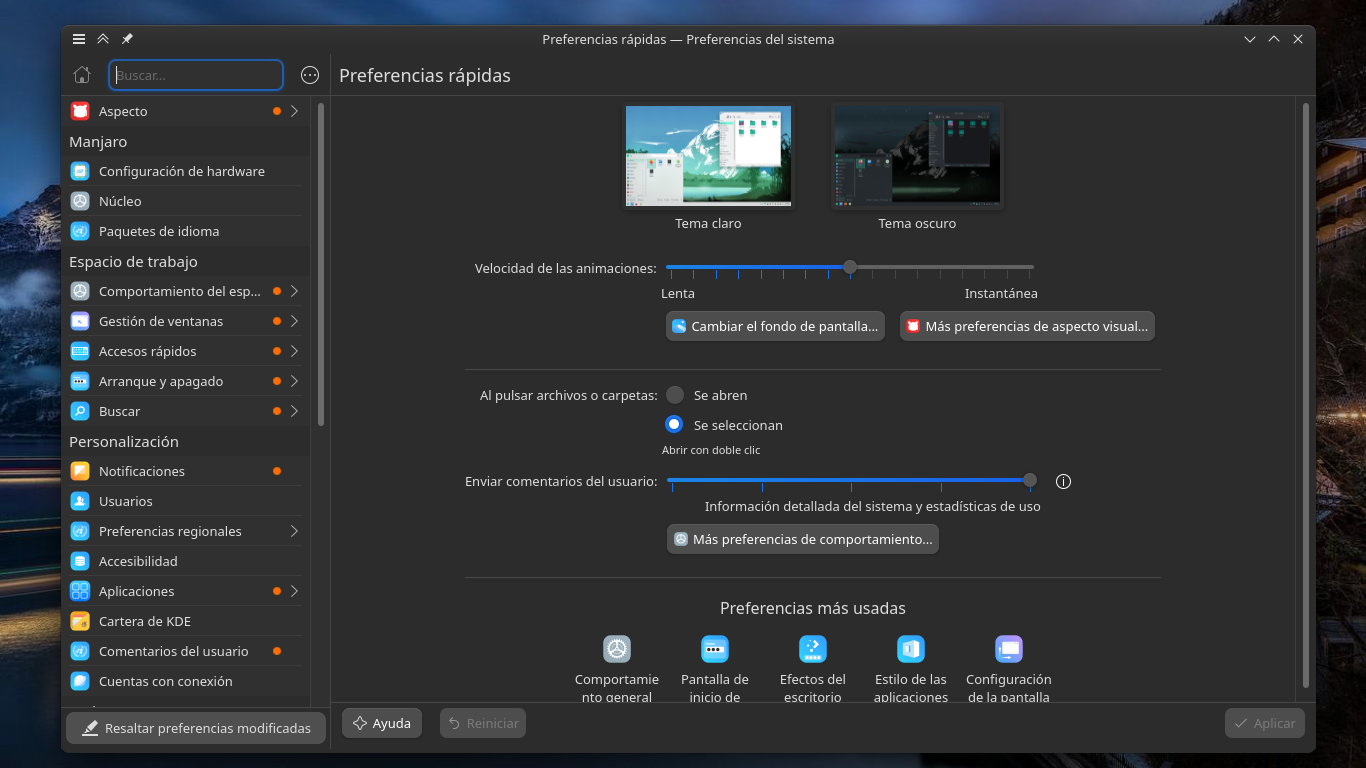 Preferencias rápidas — Preferencias del sistema
Buscar...
Preferencias rápidas
Aspecto
Manjaro
Configuración de hardware
Núcleo
Paquetes de idioma
Espacio de trabajo
Comportamiento del esp...
Gestión de ventanas
Accesos rápidos
Arranque y apagado
Buscar
Personalización
Notificaciones
Usuarios
Preferencias regionales
Accesibilidad
Aplicaciones
Cartera de KDE
Comentarios del usuario
Cuentas con conexión
Resaltar preferencias modificadas
Tema claro
Tema oscuro
Velocidad de las animaciones:
Lenta
Instantánea
Cambiar el fondo de pantalla...
Más preferencias de aspecto visual...
Al pulsar archivos o carpetas:
Se abren
Se seleccionan
Abrir con doble clic
Enviar comentarios del usuario:
Información detallada del sistema y estadísticas de uso
Más preferencias de comportamiento...
Preferencias más usadas
Comportamie
nto general
Pantalla de
inicio de
Efectos del
escritorio
Estilo de las
aplicaciones
Configuración
de la pantalla
Ayuda
Reiniciar
Aplicar